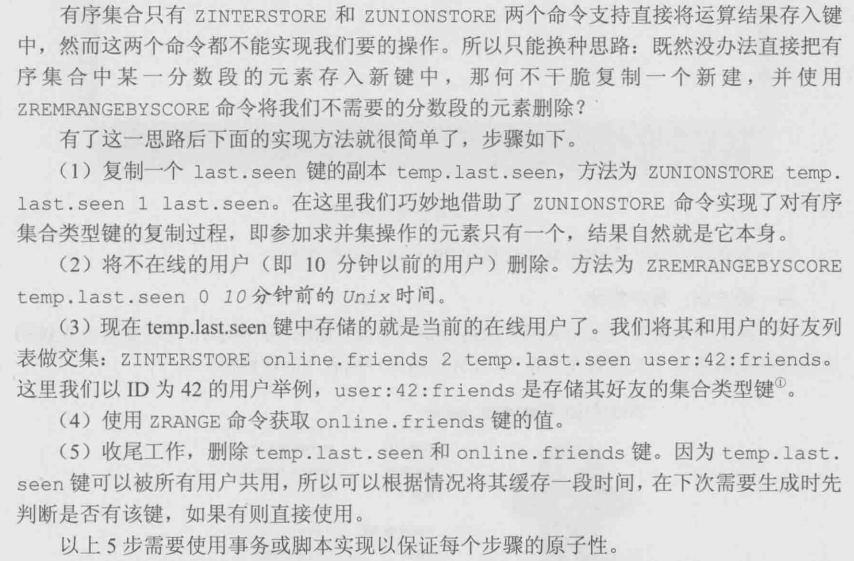 有序集合只有 ZINTERSTORE 和 ZUNIONSTORE 两个命令支持直接将运算结果存入键
中，然而这两个命令都不能实现我们要的操作。所以只能换种思路：既然没办法直接把有
序集合中某一分数段的元素存入新键中，那何不干脆复制一个新建，并使用
ZREMRANGEBYSCORE 命令将我们不需要的分数段的元素删除？
有了这一思路后下面的实现方法就很简单了，步骤如下。
（1）复制一个 last.seen 键的副本 temp.last.seen，方法为 ZUNIONSTORE temp.
last.seen 1 last.seen。在这里我们巧妙地借助了 ZUNIONSTORE 命令实现了对有序
集合类型键的复制过程，即参加求并集操作的元素只有一个，结果自然就是它本身。
（2）将不在线的用户（即 10 分钟以前的用户）删除。方法为 ZREMRANGEBYSCORE
temp.last.seen 0 10分钟前的 Unix 时间。
（3）现在 temp.last.seen 键中存储的就是当前的在线用户了。我们将其和用户的好友列
表做交集：ZINTERSTORE online.friends 2 temp.last.seen user:42:friends。
这里我们以 ID 为 42 的用户举例，user:42:friends 是存储其好友的集合类型键①。
（4）使用 ZRANGE 命令获取 online.friends 键的值。
（5）收尾工作，删除 temp.last.seen 和 online.friends 键。因为 temp.last.
seen 键可以被所有用户共用，所以可以根据情况将其缓存一段时间，在下次需要生成时先
判断是否有该键，如果有则直接使用。
以上 5 步需要使用事务或脚本实现以保证每个步骤的原子性。